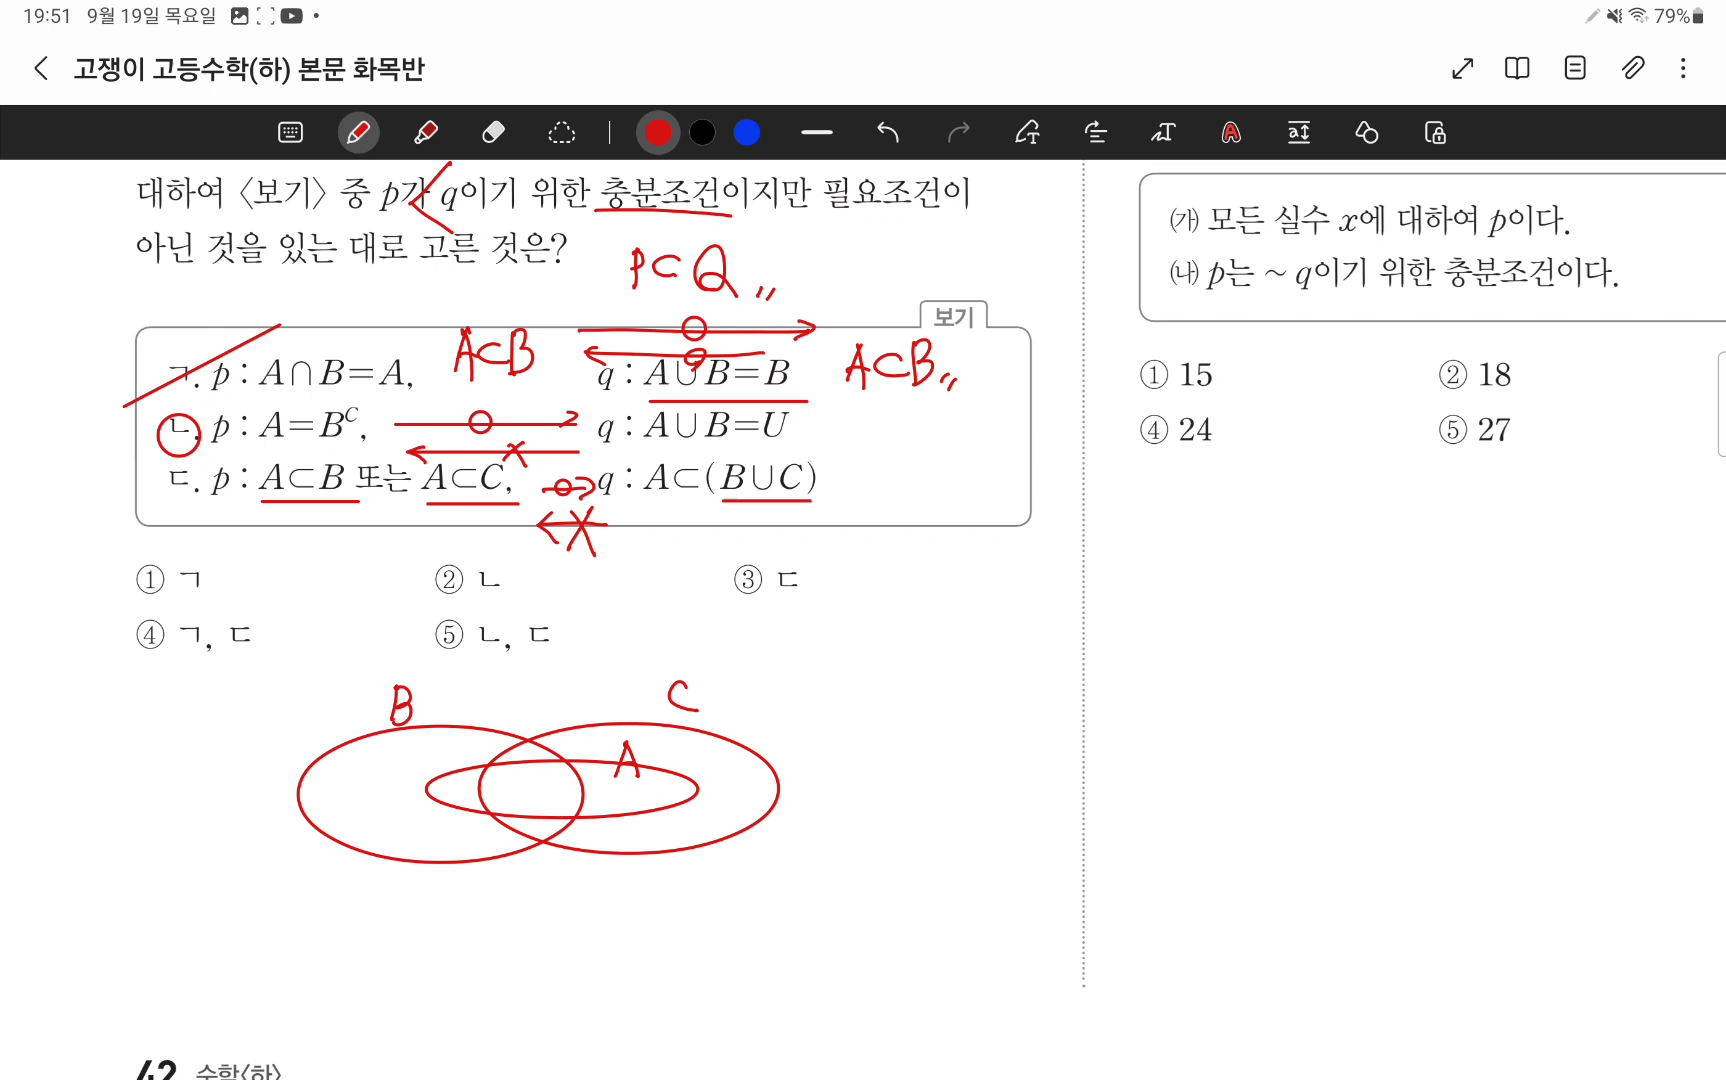 19:51 9월 19일 목요일
79%
고쟁이 고등수학(하) 본문 화목반
대하여 〈보기〉 중 p가 q이기 위한 충분조건이지만 필요조건이
아닌 것을 있는 대로 고른 것은?
P⊂Q
보기
ㄱ. p : A∩B=A, A⊂B q : A∪B=B A⊂B
ㄴ. p : A=Bᶜ, q : A∪B=U
ㄷ. p : A⊂B 또는 A⊂C, q : A⊂(B∪C)
① ㄱ ② ㄴ ③ ㄷ
④ ㄱ, ㄷ ⑤ ㄴ, ㄷ
B C
A
42 수학〈하〉
㈎ 모든 실수 x에 대하여 p이다.
㈏ p는 ~q이기 위한 충분조건이다.
① 15 ② 18
④ 24 ⑤ 27